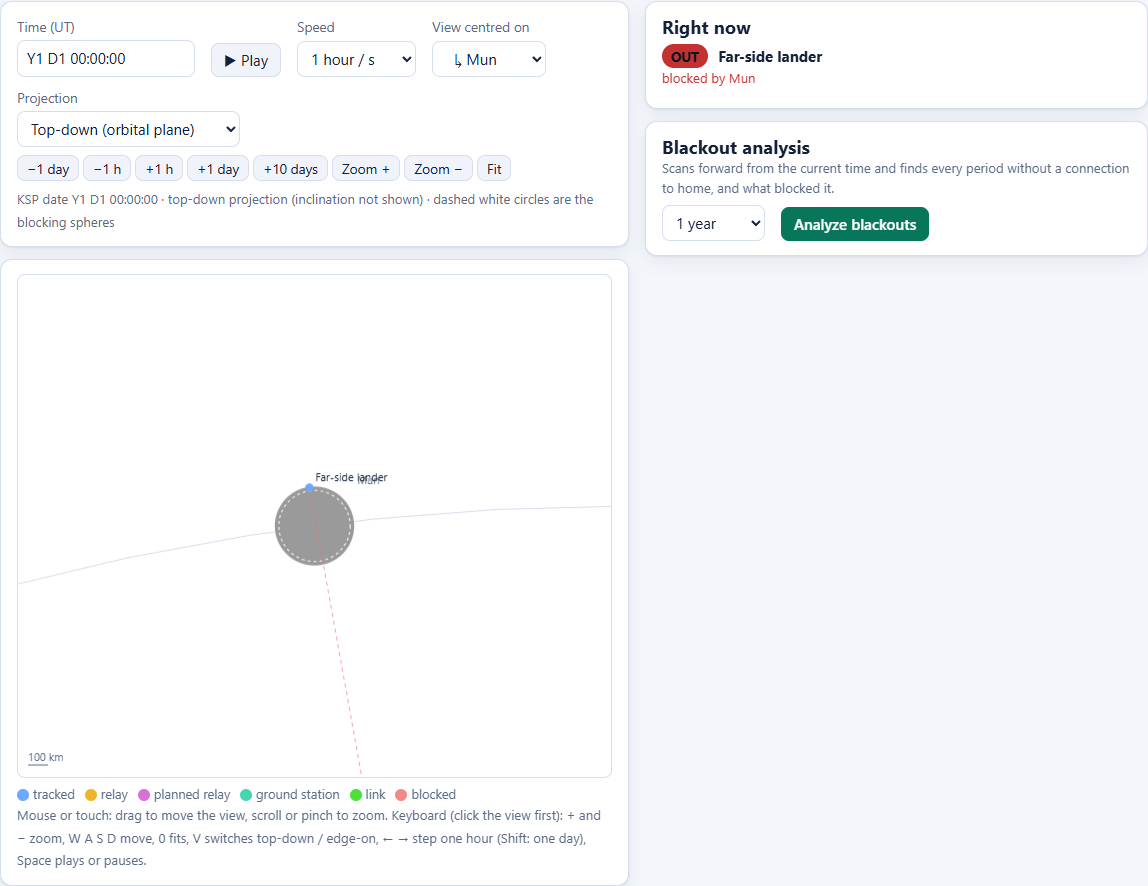 Time (UT)
Speed
View centred on
Y1 D1 00:00:00
▶ Play
1 hour / s
↳ Mun
Projection
Top-down (orbital plane)
−1 day
−1 h
+1 h
+1 day
+10 days
Zoom +
Zoom −
Fit
KSP date Y1 D1 00:00:00 · top-down projection (inclination not shown) · dashed white circles are the
blocking spheres
Far-side lander
Mun
100 km
tracked
relay
planned relay
ground station
link
blocked
Mouse or touch: drag to move the view, scroll or pinch to zoom. Keyboard (click the view first): + and
− zoom, W A S D move, 0 fits, V switches top-down / edge-on, ← → step one hour (Shift: one day),
Space plays or pauses.
Right now
OUT Far-side lander
blocked by Mun
Blackout analysis
Scans forward from the current time and finds every period without a connection
to home, and what blocked it.
1 year
Analyze blackouts